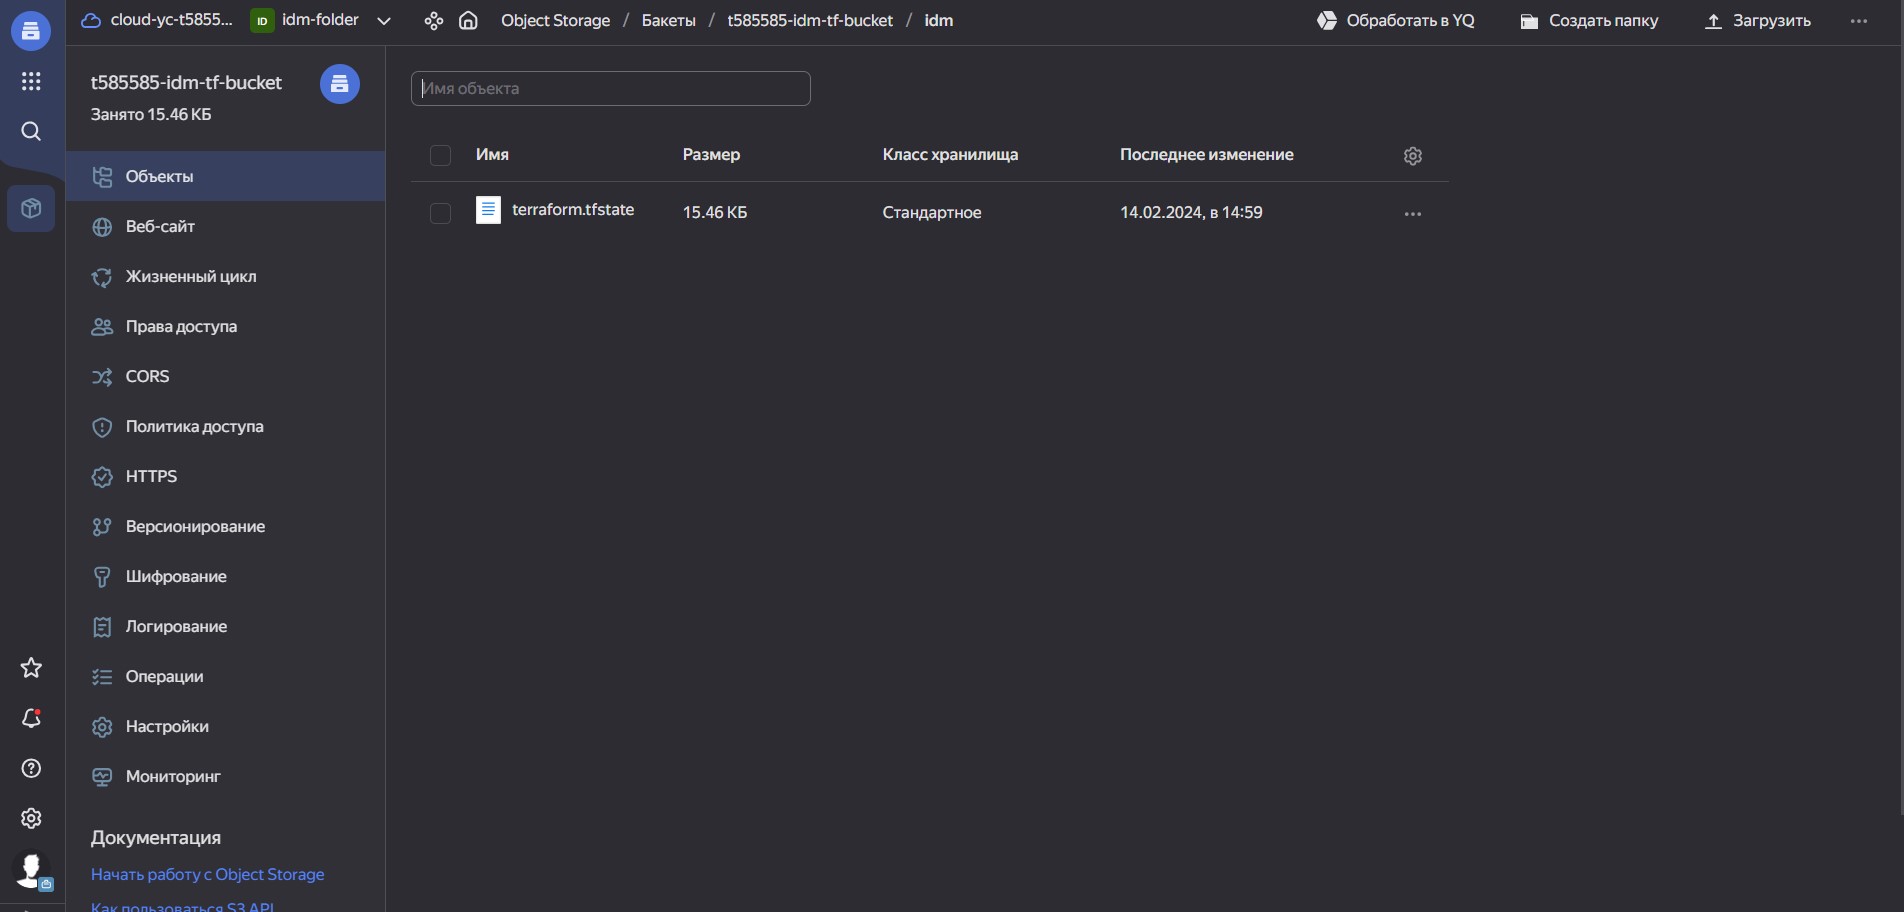 cloud-yc-t5855...
ID
idm-folder
Object Storage / Бакеты / t585585-idm-tf-bucket / idm
Обработать в YQ
Создать папку
Загрузить
t585585-idm-tf-bucket
Занято 15.46 КБ
Объекты
Веб-сайт
Жизненный цикл
Права доступа
CORS
Политика доступа
HTTPS
Версионирование
Шифрование
Логирование
Операции
Настройки
Мониторинг
Документация
Начать работу с Object Storage
Как пользоваться S3 API
Имя объекта
Имя Размер Класс хранилища Последнее изменение
terraform.tfstate 15.46 КБ Стандартное 14.02.2024, в 14:59